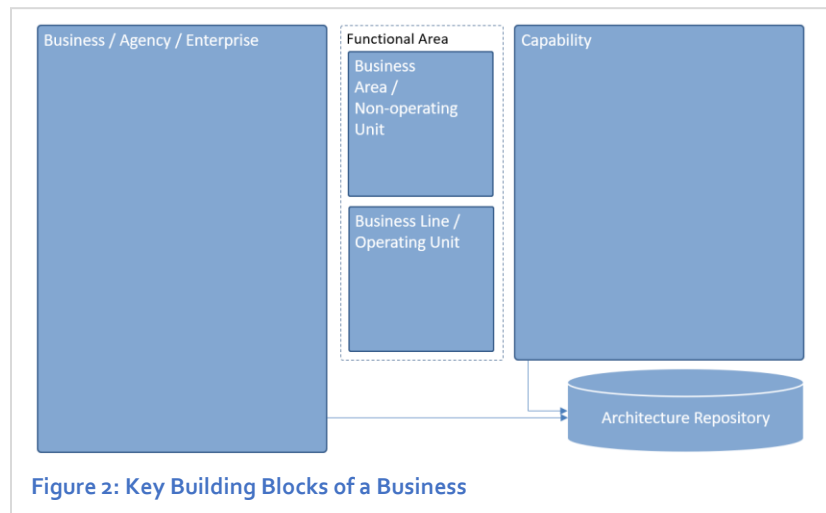 Business / Agency / Enterprise
Functional Area
Business
Area /
Non-operating
Unit
Business Line /
Operating Unit
Capability
Architecture Repository
Figure 2: Key Building Blocks of a Business